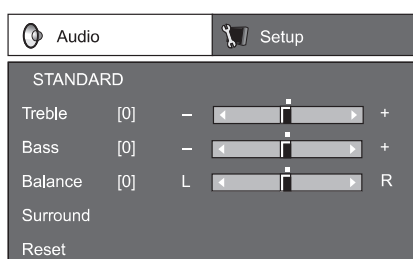 Audio Setup
STANDARD
Treble [0] – +
Bass [0] – +
Balance [0] L R
Surround
Reset